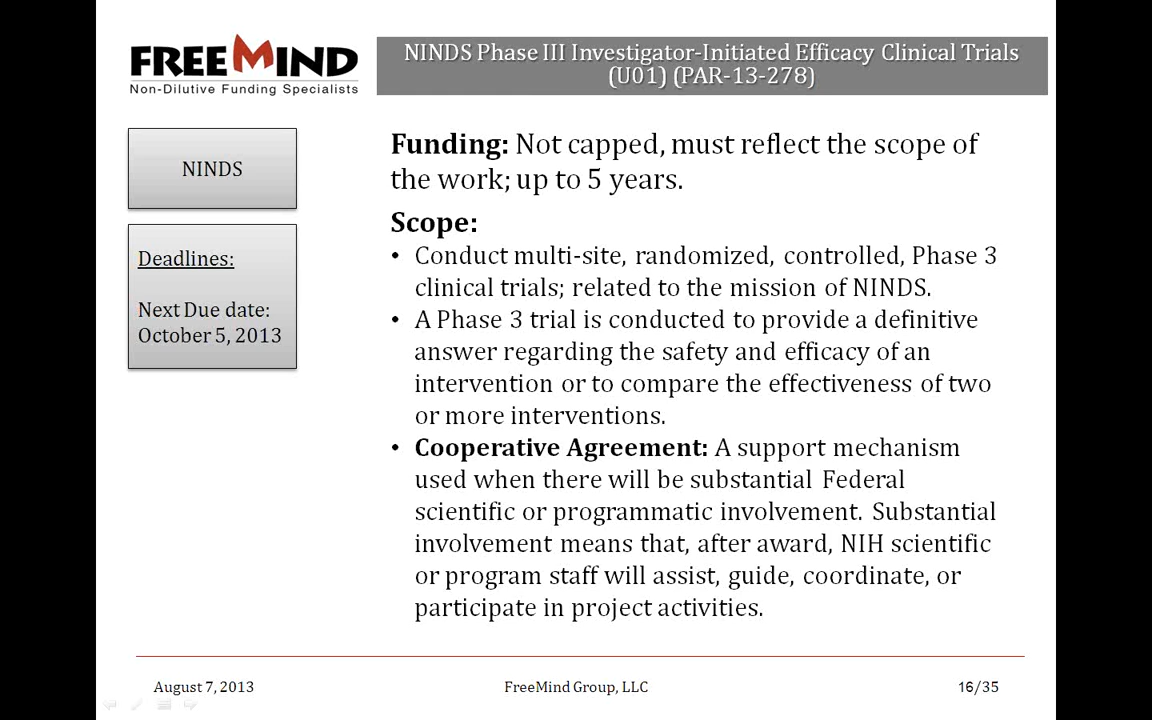 FREEMIND
Non-Dilutive Funding Specialists
NINDS Phase III Investigator-Initiated Efficacy Clinical Trials
(U01) (PAR-13-278)
NINDS
Deadlines:
Next Due date:
October 5, 2013
Funding: Not capped, must reflect the scope of
the work; up to 5 years.
Scope:
• Conduct multi-site, randomized, controlled, Phase 3
clinical trials; related to the mission of NINDS.
• A Phase 3 trial is conducted to provide a definitive
answer regarding the safety and efficacy of an
intervention or to compare the effectiveness of two
or more interventions.
• Cooperative Agreement: A support mechanism
used when there will be substantial Federal
scientific or programmatic involvement. Substantial
involvement means that, after award, NIH scientific
or program staff will assist, guide, coordinate, or
participate in project activities.
August 7, 2013
FreeMind Group, LLC
16/35